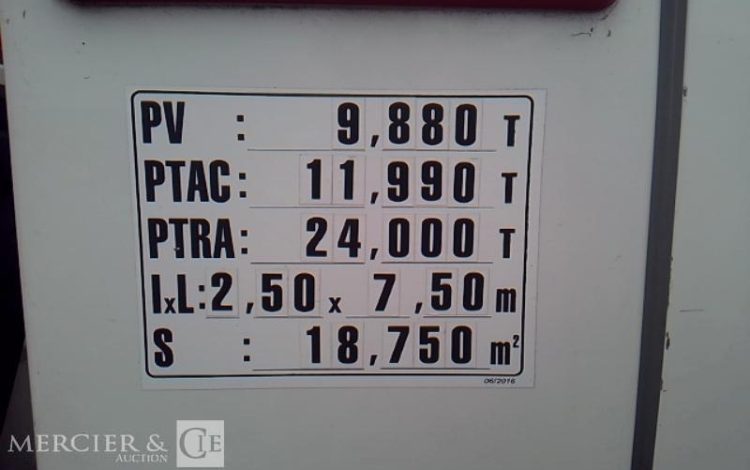 PV : 9,880 T
PTAC: 11,990 T
PTRA: 24,000 T
lxL: 2,50 x 7,50 m
S : 18,750 m²
06/2016
MERCIER & CIE
AUCTION